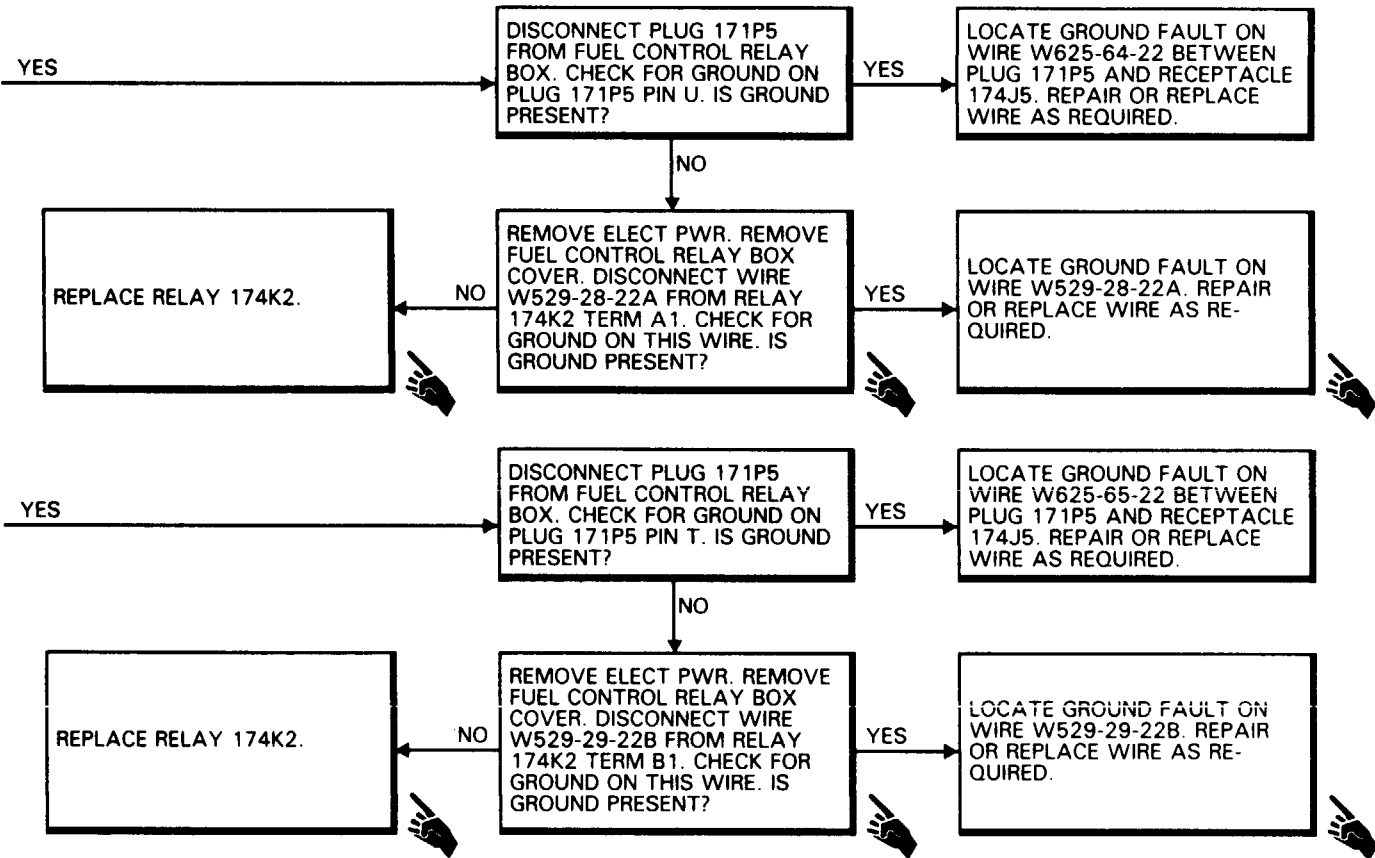 YES
DISCONNECT PLUG 171P5
FROM FUEL CONTROL RELAY
BOX. CHECK FOR GROUND ON
PLUG 171P5 PIN U. IS GROUND
PRESENT?
YES
LOCATE GROUND FAULT ON
WIRE W625-64-22 BETWEEN
PLUG 171P5 AND RECEPTACLE
174J5. REPAIR OR REPLACE
WIRE AS REQUIRED.
NO
REPLACE RELAY 174K2.
NO
REMOVE ELECT PWR. REMOVE
FUEL CONTROL RELAY BOX
COVER. DISCONNECT WIRE
W529-28-22A FROM RELAY
174K2 TERM A1. CHECK FOR
GROUND ON THIS WIRE. IS
GROUND PRESENT?
YES
LOCATE GROUND FAULT ON
WIRE W529-28-22A. REPAIR
OR REPLACE WIRE AS RE-
QUIRED.
YES
DISCONNECT PLUG 171P5
FROM FUEL CONTROL RELAY
BOX. CHECK FOR GROUND ON
PLUG 171P5 PIN T. IS GROUND
PRESENT?
YES
LOCATE GROUND FAULT ON
WIRE W625-65-22 BETWEEN
PLUG 171P5 AND RECEPTACLE
174J5. REPAIR OR REPLACE
WIRE AS REQUIRED.
NO
REPLACE RELAY 174K2.
NO
REMOVE ELECT PWR. REMOVE
FUEL CONTROL RELAY BOX
COVER. DISCONNECT WIRE
W529-29-22B FROM RELAY
174K2 TERM B1. CHECK FOR
GROUND ON THIS WIRE. IS
GROUND PRESENT?
YES
LOCATE GROUND FAULT ON
WIRE W529-29-22B. REPAIR
OR REPLACE WIRE AS RE-
QUIRED.